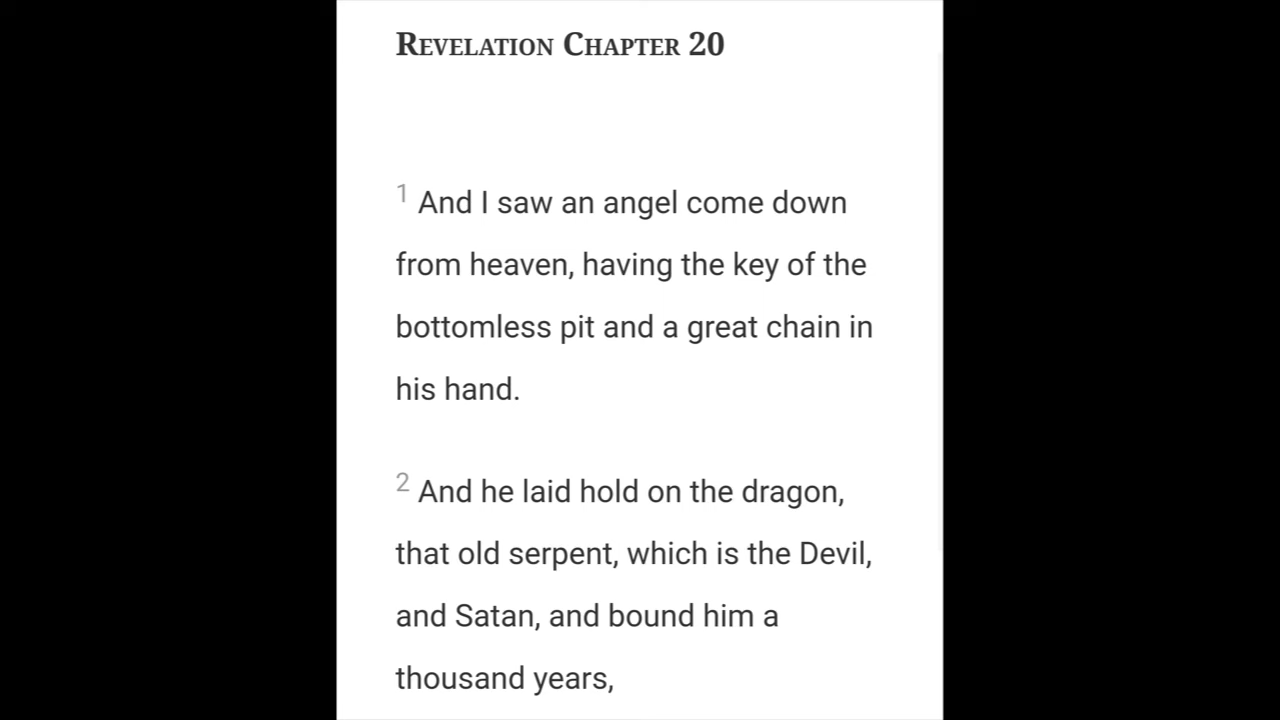 REVELATION CHAPTER 20
1 And I saw an angel come down
from heaven, having the key of the
bottomless pit and a great chain in
his hand.
2 And he laid hold on the dragon,
that old serpent, which is the Devil,
and Satan, and bound him a
thousand years,